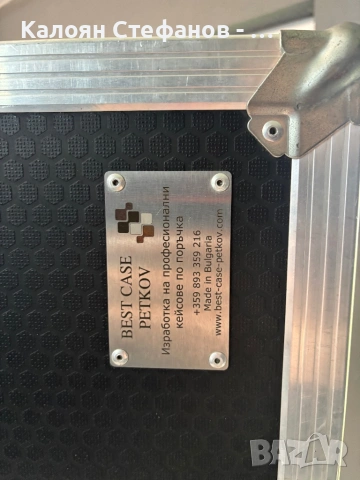 Калоян Стефанов - ...
BEST CASE
PETKOV
Изработка на професионални
кейсове по поръчка
+359 893 359 216
Made in Bulgaria
www.best-case-petkov.com
BAZAR